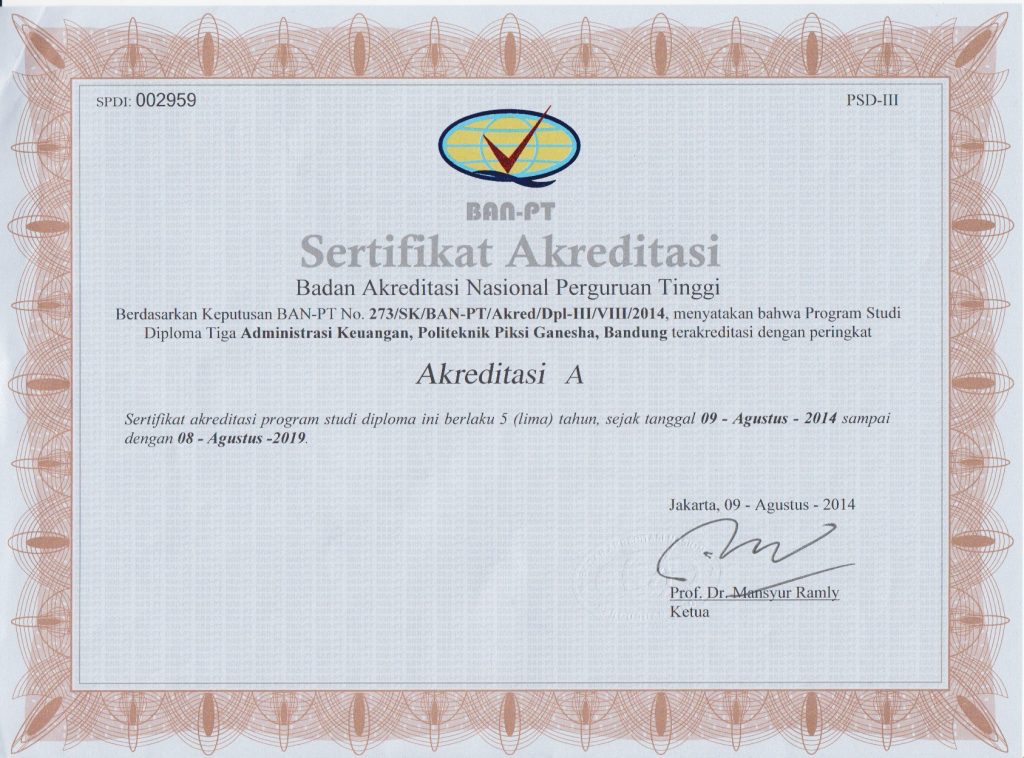 SPDI: 002959
PSD-III
BAN-PT
Sertifikat Akreditasi
Badan Akreditasi Nasional Perguruan Tinggi
Berdasarkan Keputusan BAN-PT No. 273/SK/BAN-PT/Akred/Dpl-III/VIII/2014, menyatakan bahwa Program Studi
Diploma Tiga Administrasi Keuangan, Politeknik Piksi Ganesha, Bandung terakreditasi dengan peringkat
Akreditasi A
Sertifikat akreditasi program studi diploma ini berlaku 5 (lima) tahun, sejak tanggal 09 - Agustus - 2014 sampai
dengan 08 - Agustus -2019.
Jakarta, 09 - Agustus - 2014
Prof. Dr. Mansyur Ramly
Ketua